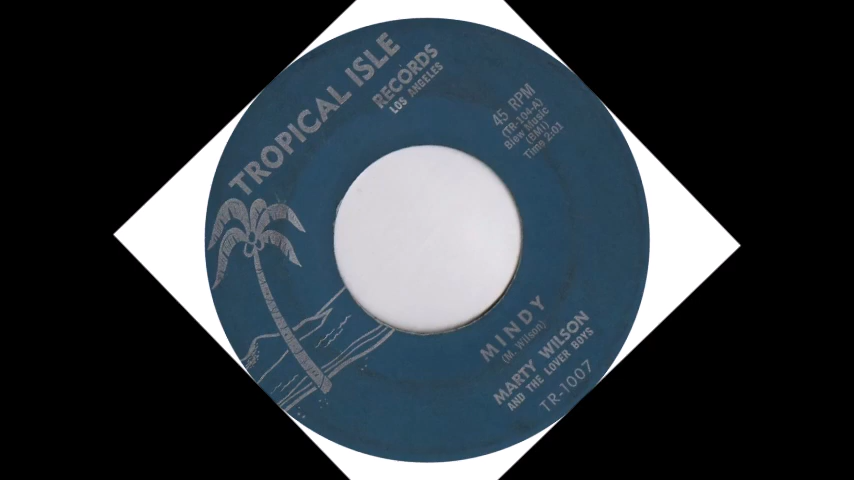 TROPICAL ISLE
RECORDS
LOS ANGELES
45 RPM
(TR-104-A)
Blew Music
(BMI)
Time 2:01
MINDY
(M. Wilson)
MARTY WILSON
AND THE LOVER BOYS
TR-1007